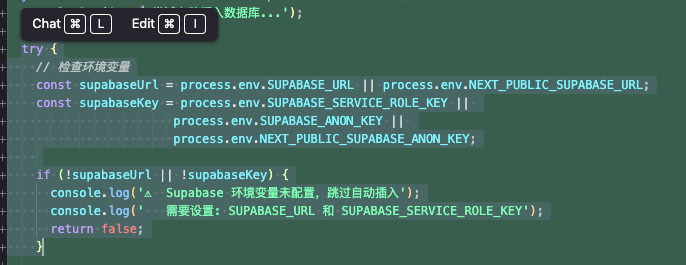 Chat ⌘ L Edit ⌘ I
数据库...');
try {
// 检查环境变量
const supabaseUrl = process.env.SUPABASE_URL || process.env.NEXT_PUBLIC_SUPABASE_URL;
const supabaseKey = process.env.SUPABASE_SERVICE_ROLE_KEY ||
process.env.SUPABASE_ANON_KEY ||
process.env.NEXT_PUBLIC_SUPABASE_ANON_KEY;
if (!supabaseUrl || !supabaseKey) {
console.log('⚠ Supabase 环境变量未配置，跳过自动插入');
console.log('   需要设置: SUPABASE_URL 和 SUPABASE_SERVICE_ROLE_KEY');
return false;
}